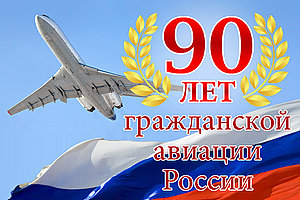 90
ЛЕТ
гражданской
авиации
России